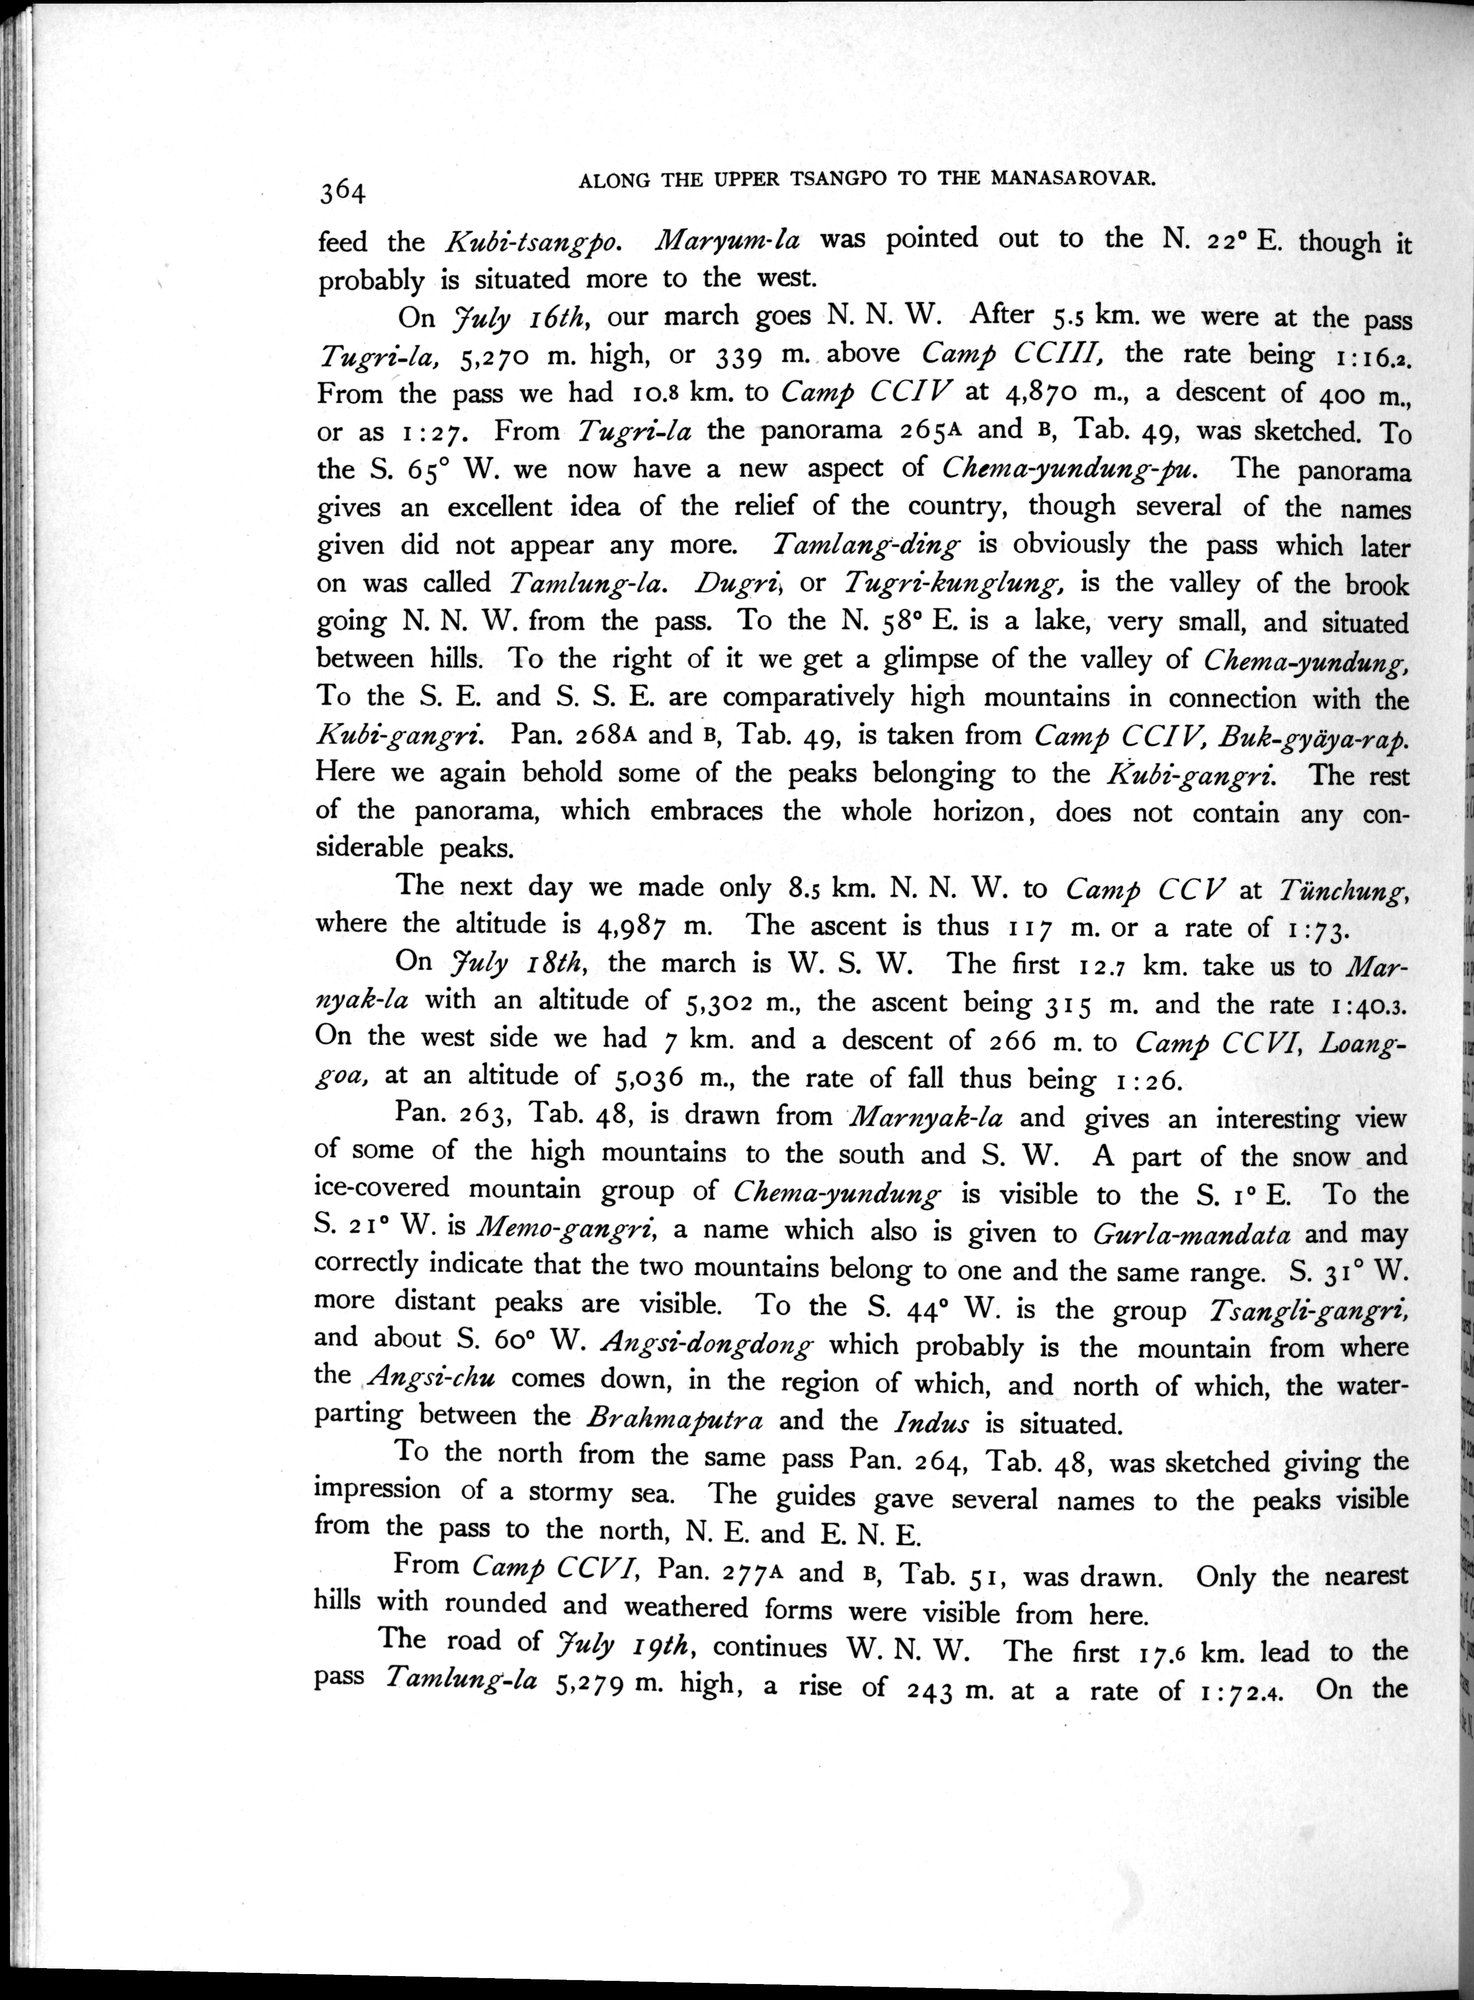 364
ALONG THE UPPER TSANGPO TO THE MANASAROVAR.
feed the Kubi-tsangpo. Maryum-la was pointed out to the N. 22° E. though it
probably is situated more to the west.
On July 16th, our march goes N. N. W. After 5.5 km. we were at the pass
Tugri-la, 5,270 m. high, or 339 m. above Camp CCIII, the rate being 1:16.2.
From the pass we had 10.8 km. to Camp CCIV at 4,870 m., a descent of 400 m.,
or as 1:27. From Tugri-la the panorama 265A and B, Tab. 49, was sketched. To
the S. 65° W. we now have a new aspect of Chema-yundung-pu. The panorama
gives an excellent idea of the relief of the country, though several of the names
given did not appear any more. Tamlang-ding is obviously the pass which later
on was called Tamlung-la. Dugri, or Tugri-kunglung, is the valley of the brook
going N. N. W. from the pass. To the N. 58° E. is a lake, very small, and situated
between hills. To the right of it we get a glimpse of the valley of Chema-yundung,
To the S. E. and S. S. E. are comparatively high mountains in connection with the
Kubi-gangri. Pan. 268A and B, Tab. 49, is taken from Camp CCIV, Buk-gyäya-rap.
Here we again behold some of the peaks belonging to the Kubi-gangri. The rest
of the panorama, which embraces the whole horizon, does not contain any con-
siderable peaks.
The next day we made only 8.5 km. N. N. W. to Camp CCV at Tünchung,
where the altitude is 4,987 m. The ascent is thus 117 m. or a rate of 1:73.
On July 18th, the march is W. S. W. The first 12.7 km. take us to Mar-
nyak-la with an altitude of 5,302 m., the ascent being 315 m. and the rate 1:40.3.
On the west side we had 7 km. and a descent of 266 m. to Camp CCVI, Loang-
goa, at an altitude of 5,036 m., the rate of fall thus being 1:26.
Pan. 263, Tab. 48, is drawn from Marnyak-la and gives an interesting view
of some of the high mountains to the south and S. W. A part of the snow and
ice-covered mountain group of Chema-yundung is visible to the S. 1° E. To the
S. 21° W. is Memo-gangri, a name which also is given to Gurla-mandata and may
correctly indicate that the two mountains belong to one and the same range. S. 31° W.
more distant peaks are visible. To the S. 44° W. is the group Tsangli-gangri,
and about S. 60° W. Angsi-dongdong which probably is the mountain from where
the Angsi-chu comes down, in the region of which, and north of which, the water-
parting between the Brahmaputra and the Indus is situated.
To the north from the same pass Pan. 264, Tab. 48, was sketched giving the
impression of a stormy sea. The guides gave several names to the peaks visible
from the pass to the north, N. E. and E. N. E.
From Camp CCVI, Pan. 277A and B, Tab. 51, was drawn. Only the nearest
hills with rounded and weathered forms were visible from here.
The road of July 19th, continues W. N. W. The first 17.6 km. lead to the
pass Tamlung-la 5,279 m. high, a rise of 243 m. at a rate of 1:72.4. On the